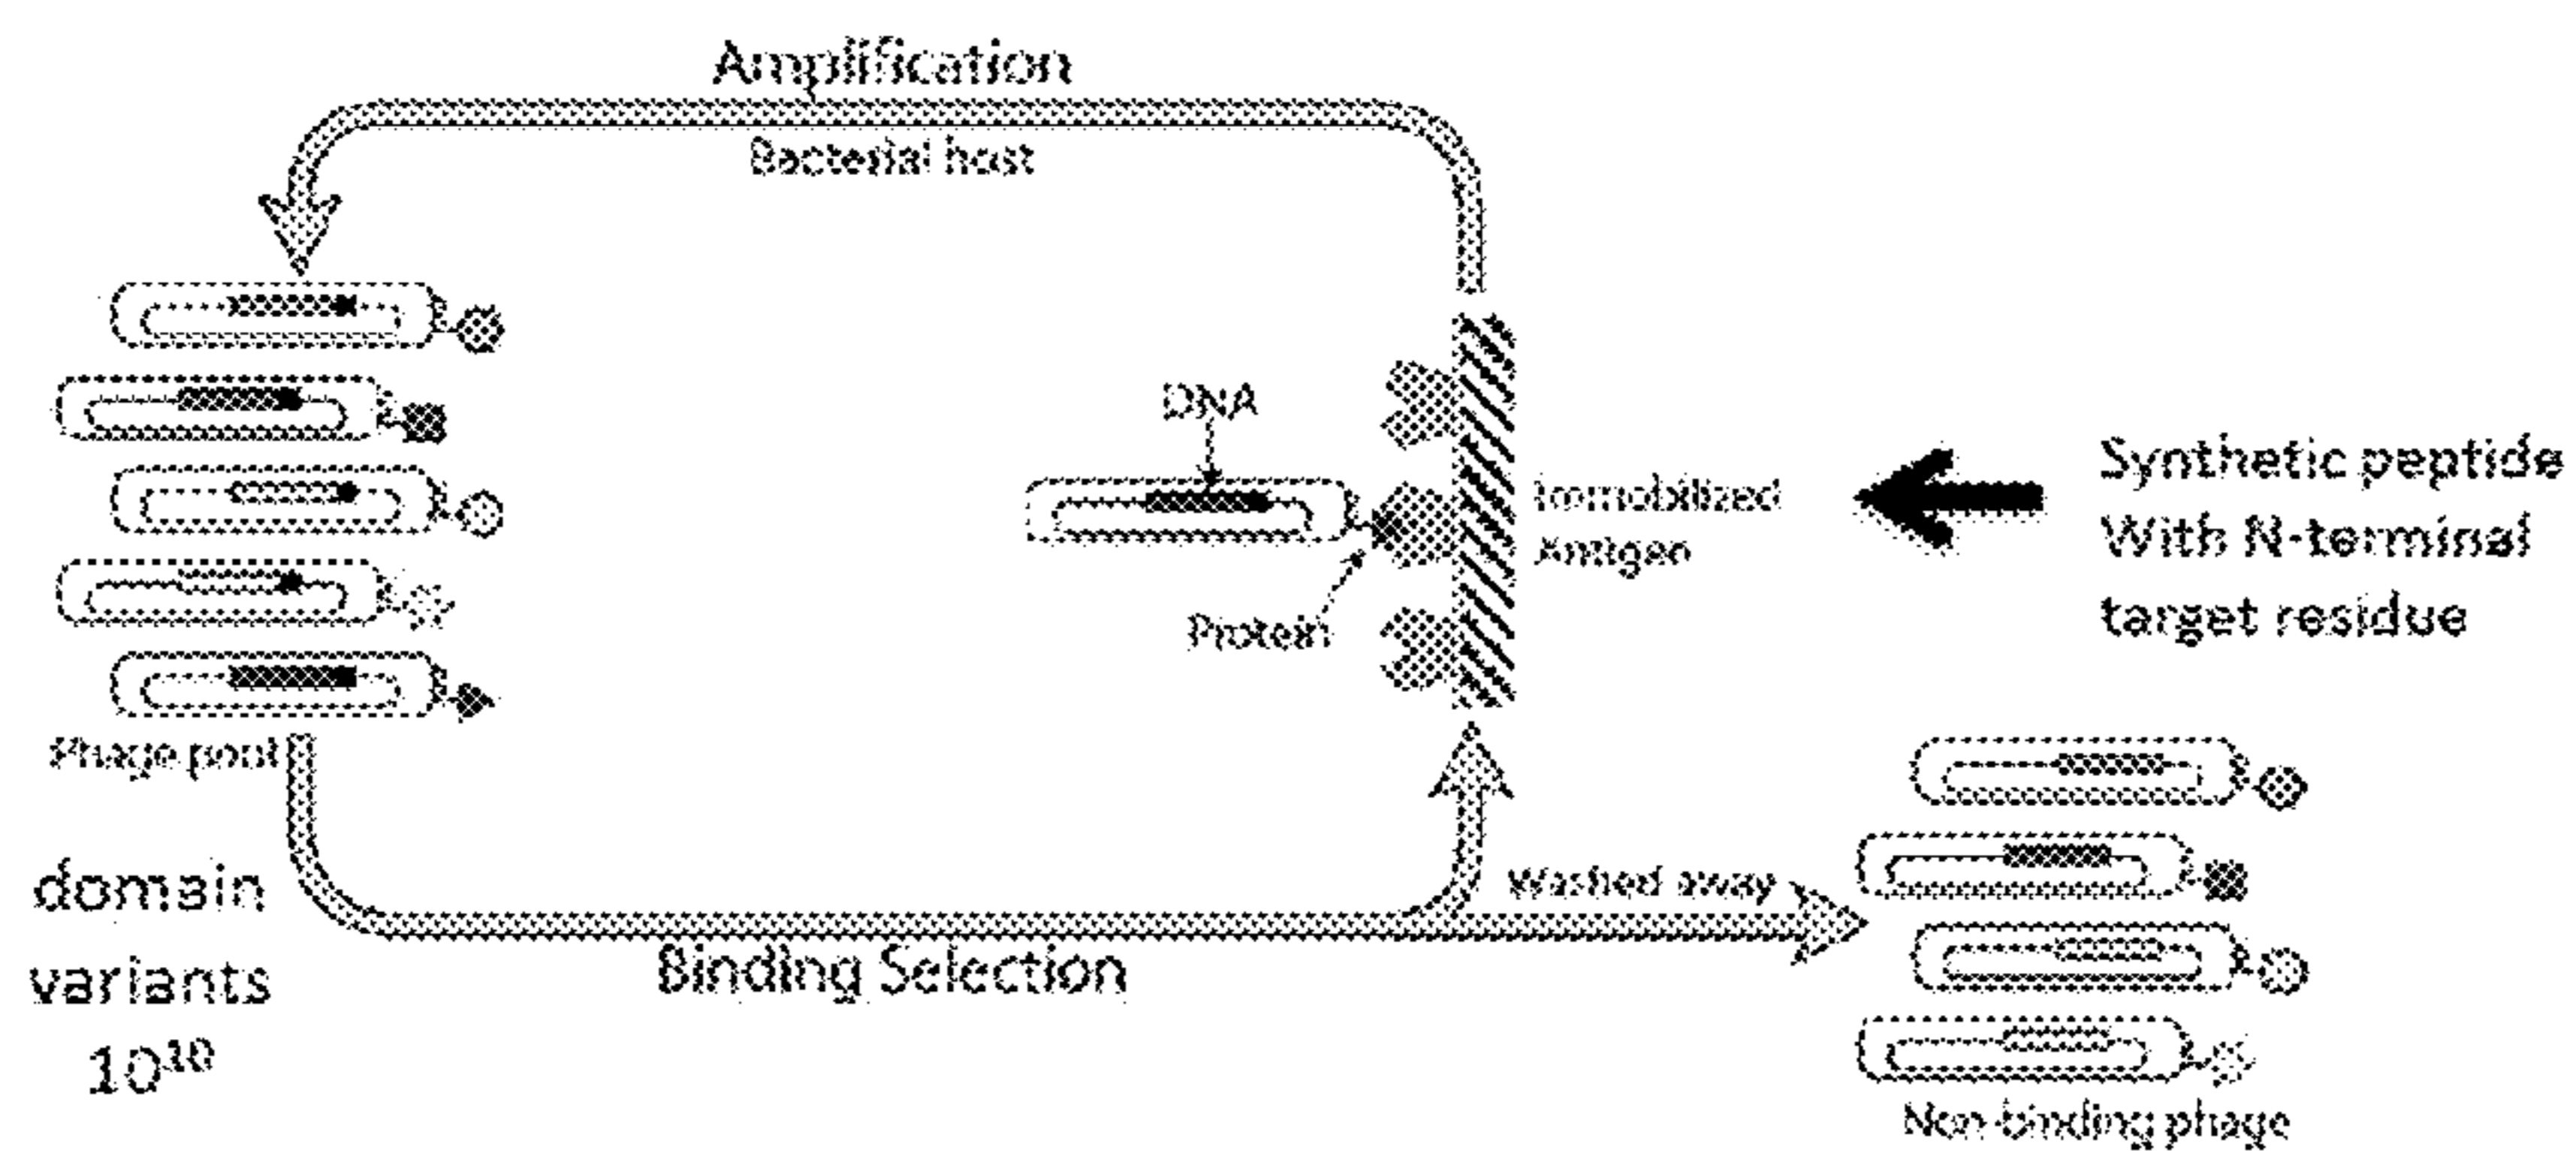 Amplification
Bacterial host
DNA
Protein
Immobilized
Antigen
Synthetic peptide
With N-terminal
target residue
Phage pool
domain
variants
10¹⁰
Binding Selection
Washed away
Non-binding phage